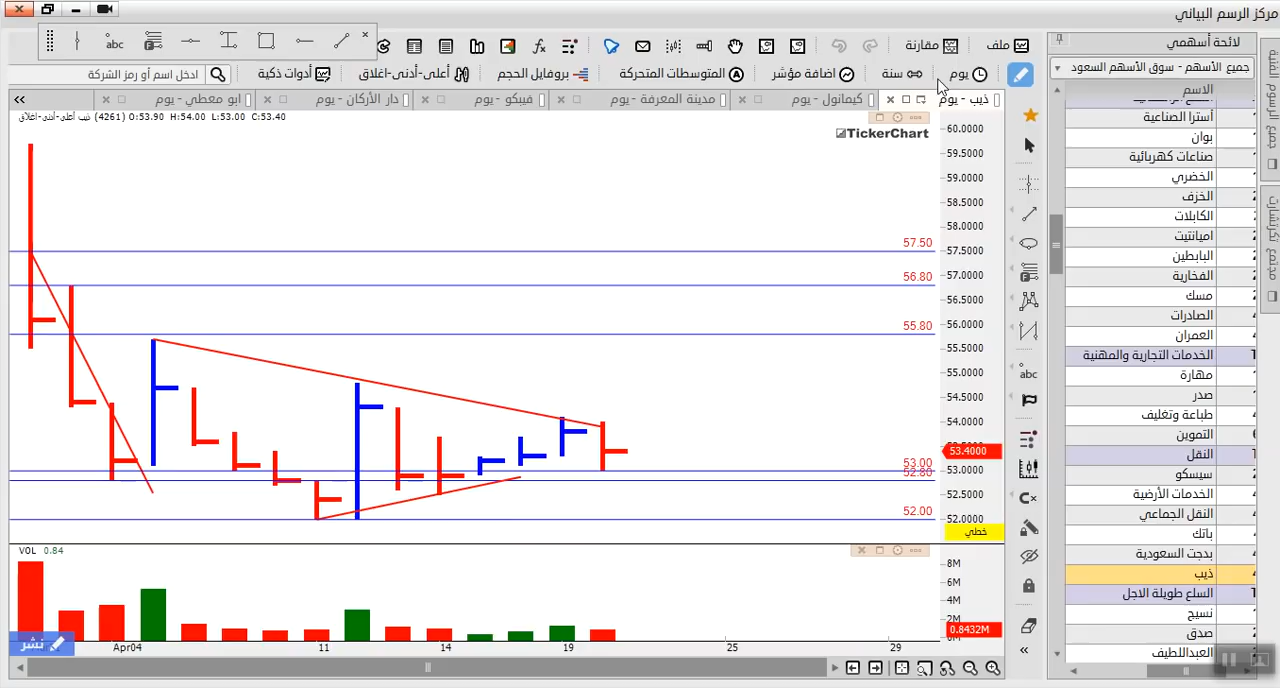 مركز الرسم البياني
ملف
مقارنة
abc
يوم
سنة
اضافة مؤشر
المتوسطات المتحركة
بروفايل الحجم
أعلى-أدنى-اغلاق
أدوات ذكية
ادخل اسم أو رمز الشركة
ذيب - يوم
كيمانول - يوم
مدينة المعرفة - يوم
فيبكو - يوم
دار الأركان - يوم
ابو معطي - يوم
ذيب أعلى-أدنى-اغلاق (4261) O:53.90 H:54.00 L:53.00 C:53.40
TickerChart
60.0000
59.5000
59.0000
58.5000
58.0000
57.5000
57.0000
56.5000
56.0000
55.5000
55.0000
54.5000
54.0000
53.4000
53.0000
52.5000
52.0000
57.50
56.80
55.80
53.00
52.80
52.00
خطي
VOL 0.84
8M
6M
4M
2M
0.8432M
نشر
Apr04
11
14
19
25
29
abc
لائحة أسهمي
جميع الأسهم - سوق الأسهم السعود
الاسم
أسترا الصناعية
بوان
صناعات كهربائية
الخضري
الخزف
الكابلات
اميانتيت
البابطين
الفخارية
مسك
الصادرات
العمران
الخدمات التجارية والمهنية
مهارة
صدر
طباعة وتغليف
التموين
النقل
سيسكو
الخدمات الأرضية
النقل الجماعي
باتك
بدجت السعودية
ذيب
السلع طويلة الاجل
نسيج
صدق
العبداللطيف
مجتمع تكرتشارت